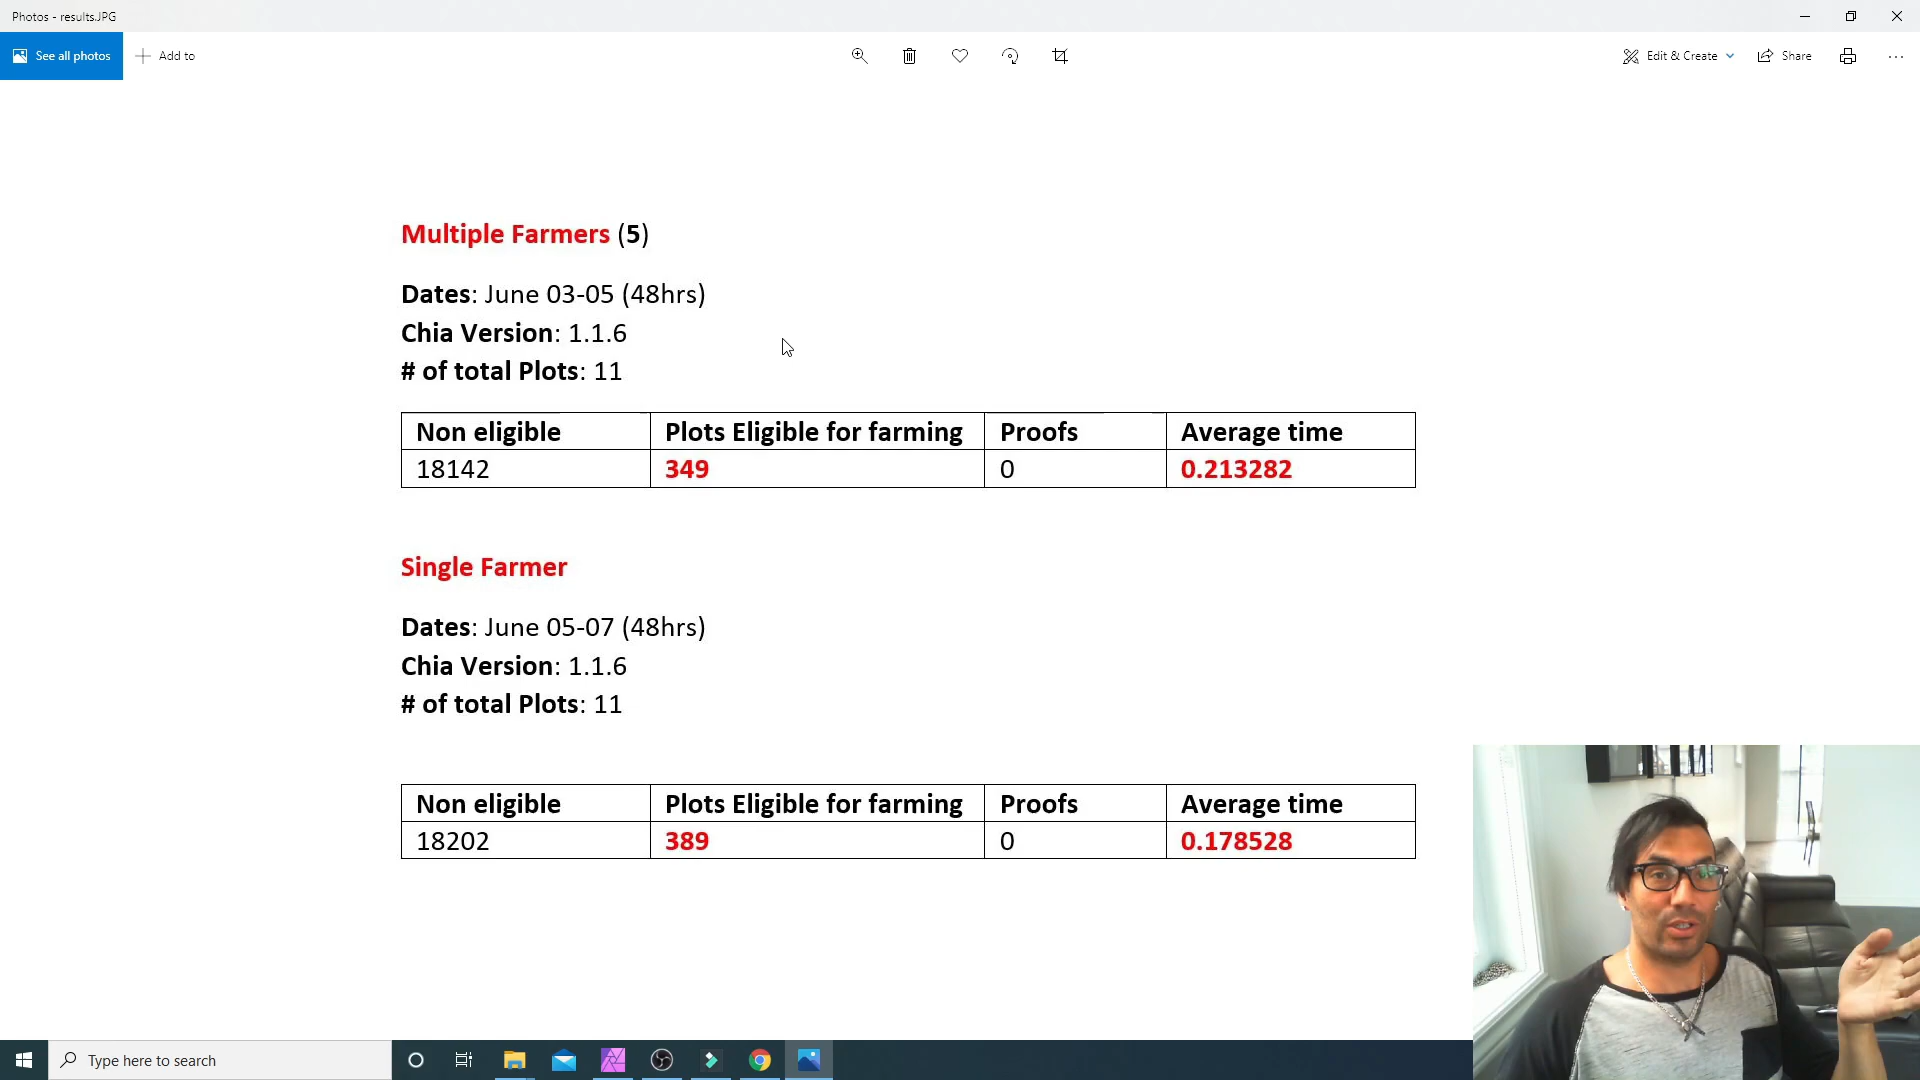 Photos - results.JPG
See all photos
Add to
Edit & Create
Share
Multiple Farmers (5)
Dates: June 03-05 (48hrs)
Chia Version: 1.1.6
# of total Plots: 11
Non eligible Plots Eligible for farming Proofs Average time
18142 349 0 0.213282
Single Farmer
Dates: June 05-07 (48hrs)
Chia Version: 1.1.6
# of total Plots: 11
Non eligible Plots Eligible for farming Proofs Average time
18202 389 0 0.178528
Type here to search